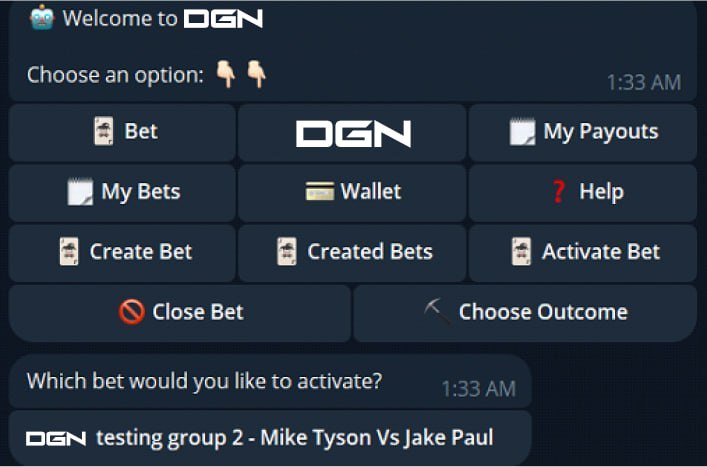 Welcome to DGN
Choose an option:
1:33 AM
Bet
DGN
My Payouts
My Bets
Wallet
Help
Create Bet
Created Bets
Activate Bet
Close Bet
Choose Outcome
Which bet would you like to activate?
1:33 AM
DGN testing group 2 - Mike Tyson Vs Jake Paul